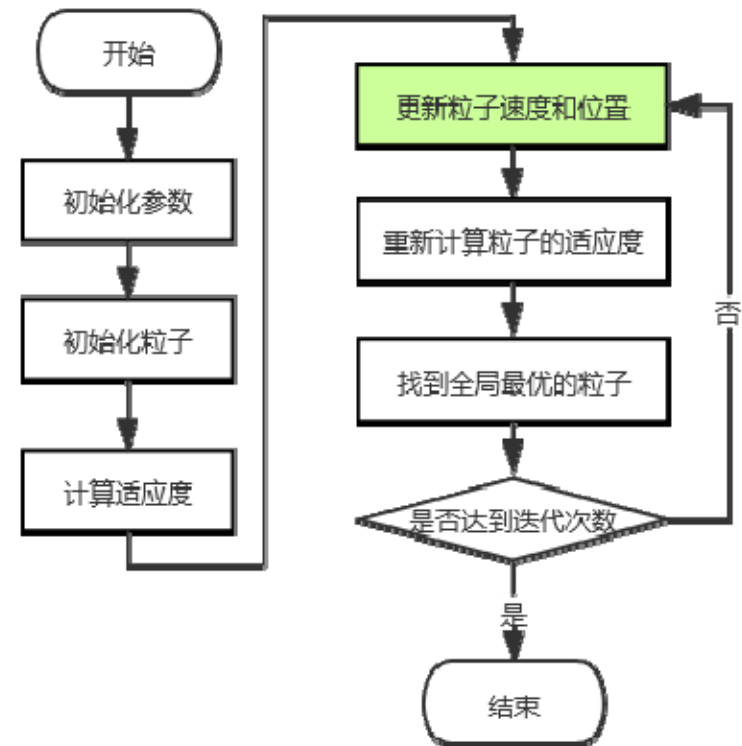 开始
初始化参数
初始化粒子
计算适应度
更新粒子速度和位置
重新计算粒子的适应度
找到全局最优的粒子
是否达到迭代次数
否
是
结束